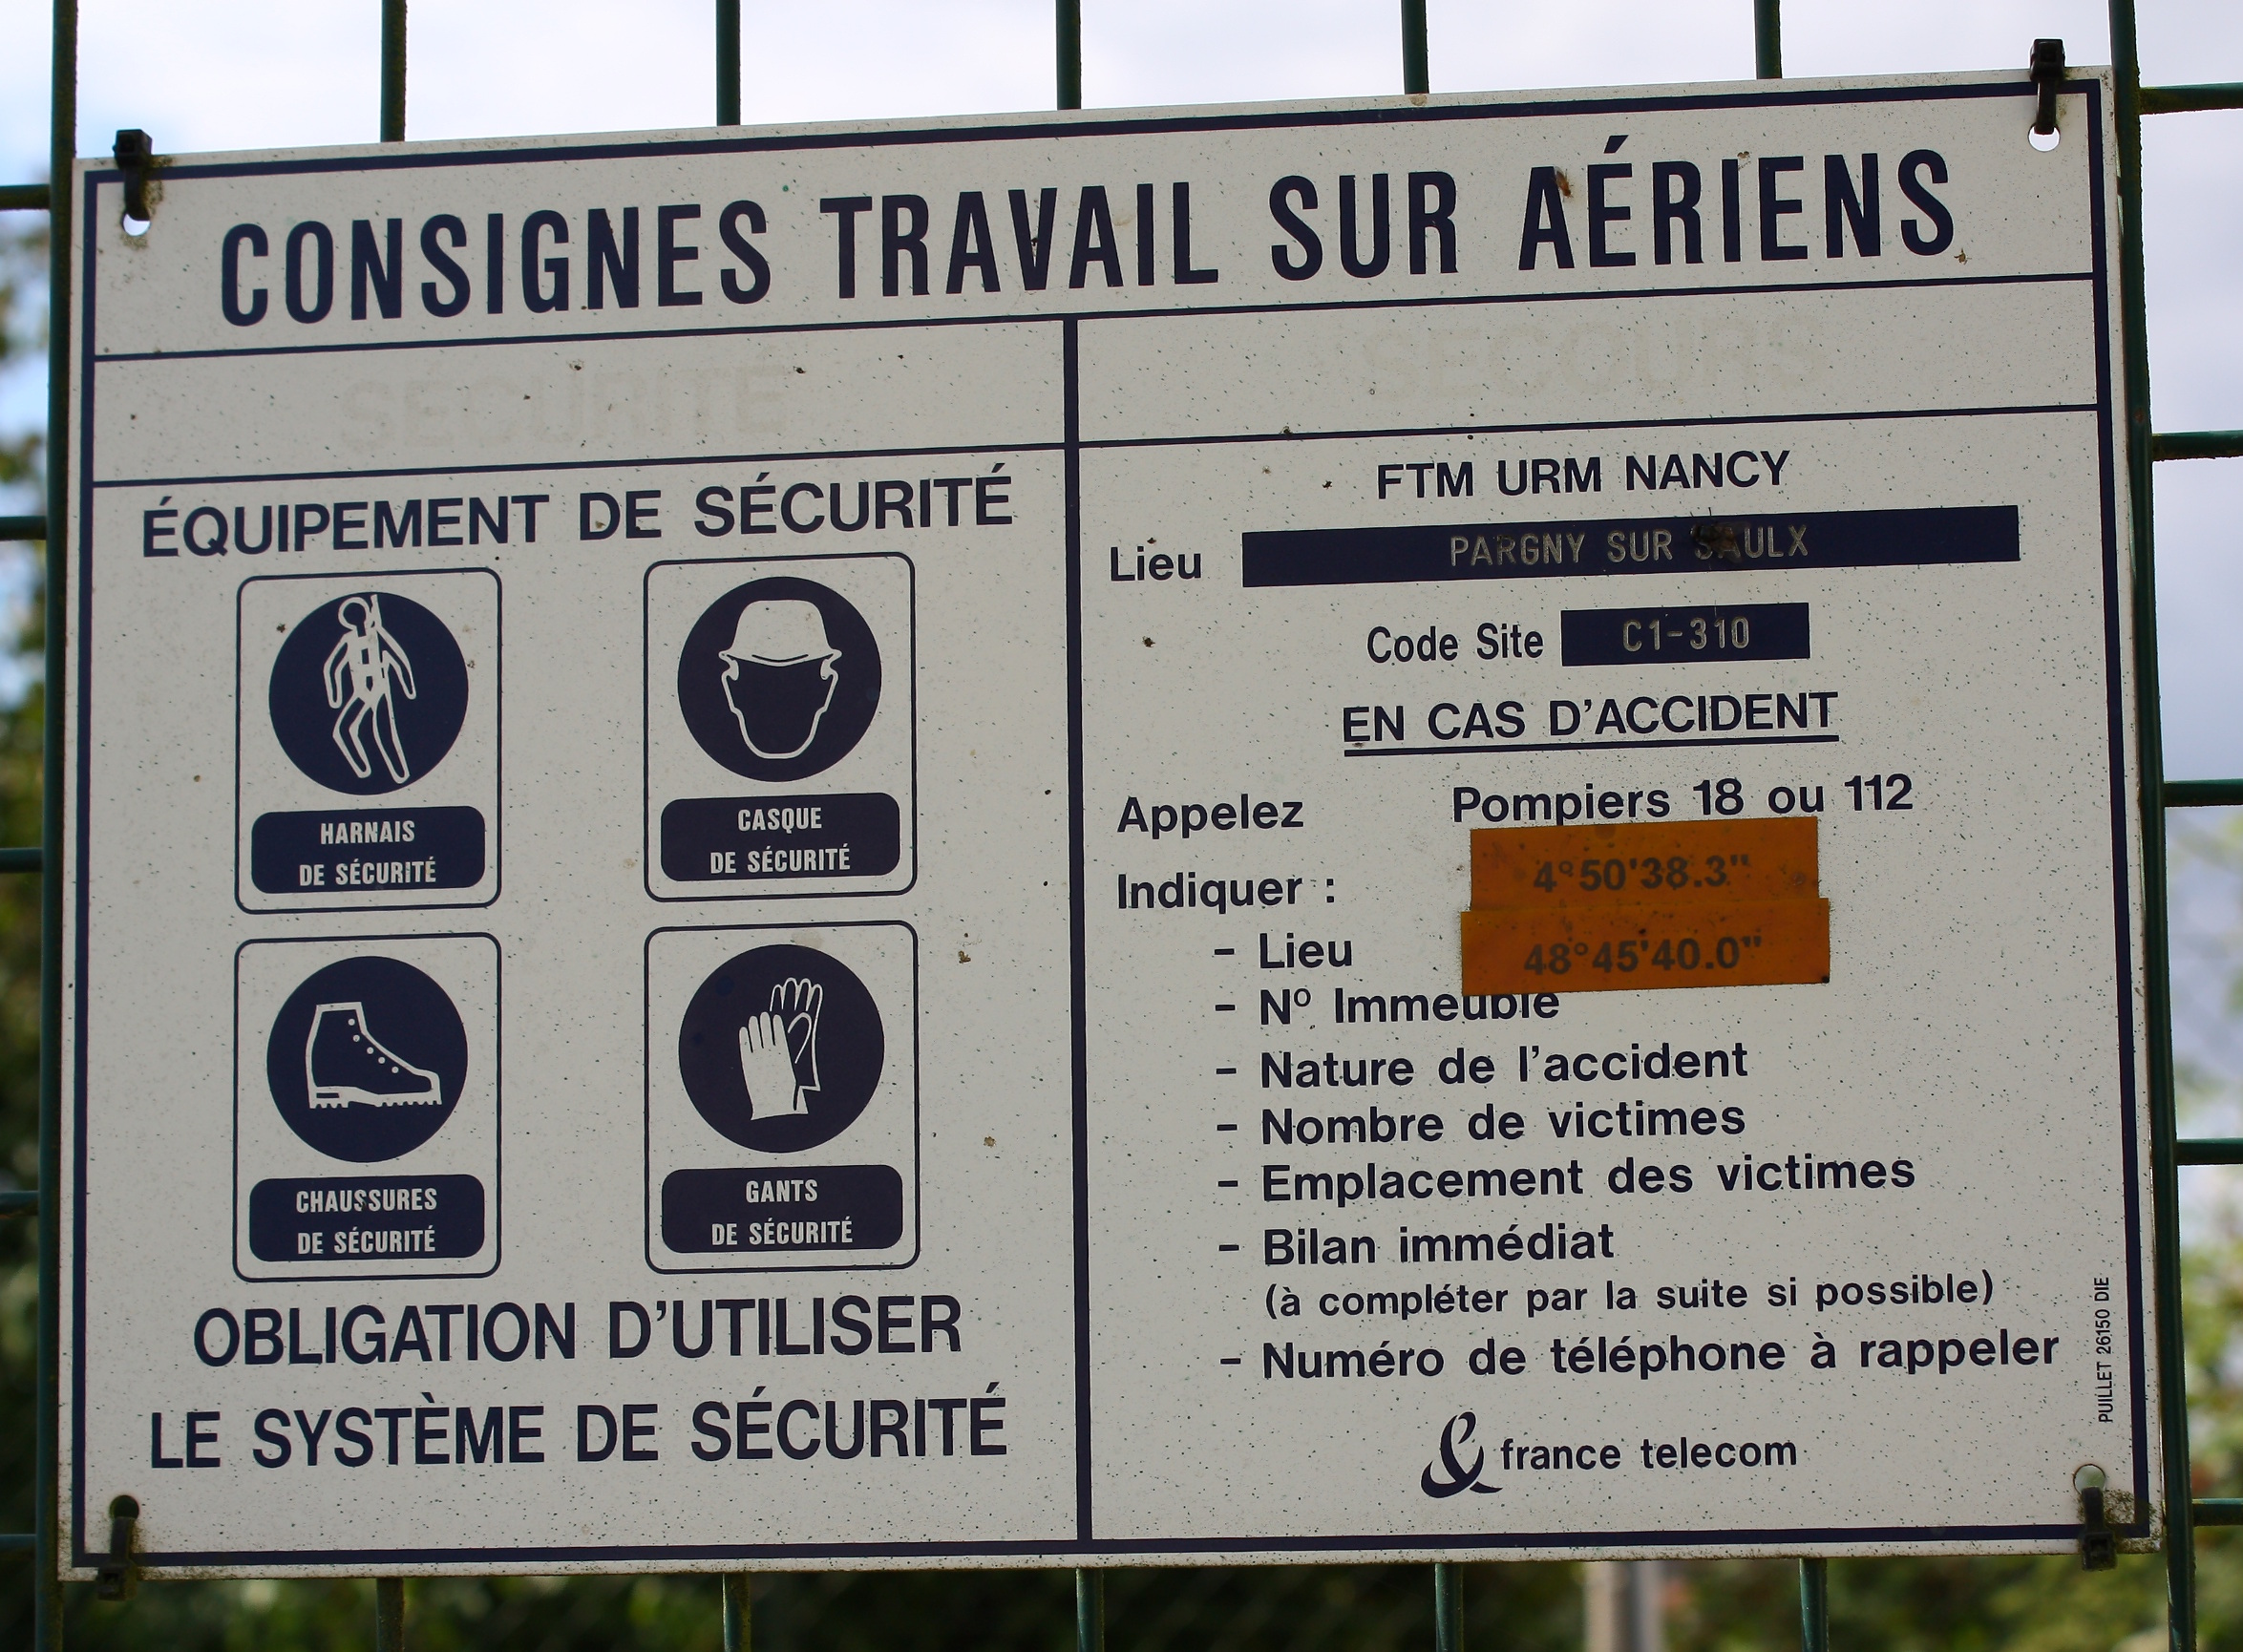 CONSIGNES TRAVAIL SUR AÉRIENS
SÉCURITÉ
ÉQUIPEMENT DE SÉCURITÉ
HARNAIS
DE SÉCURITÉ
CASQUE
DE SÉCURITÉ
CHAUSSURES
DE SÉCURITÉ
GANTS
DE SÉCURITÉ
OBLIGATION D'UTILISER
LE SYSTÈME DE SÉCURITÉ
SECOURS
FTM URM NANCY
Lieu PARGNY SUR SAULX
Code Site C1-310
EN CAS D'ACCIDENT
Appelez Pompiers 18 ou 112
4°50'38.3"
Indiquer :
48°45'40.0"
- Lieu
- Nº Immeuble
- Nature de l'accident
- Nombre de victimes
- Emplacement des victimes
- Bilan immédiat
(à compléter par la suite si possible)
- Numéro de téléphone à rappeler
france telecom
PUILLET 26150 DIE